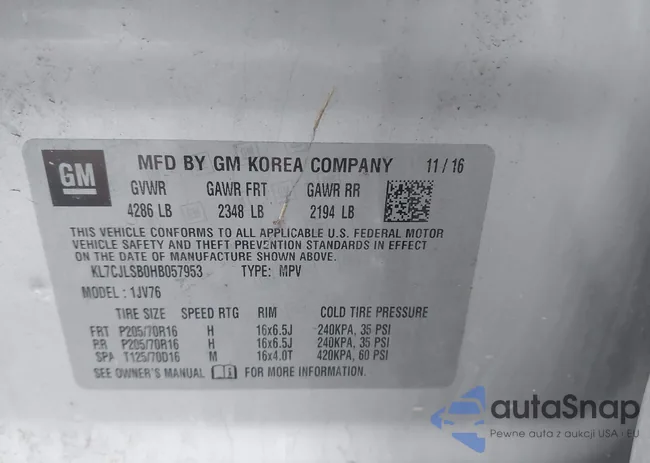 GM
MFD BY GM KOREA COMPANY 11/16
GVWR GAWR FRT GAWR RR
4286 LB 2348 LB 2194 LB
THIS VEHICLE CONFORMS TO ALL APPLICABLE U.S. FEDERAL MOTOR
VEHICLE SAFETY AND THEFT PREVENTION STANDARDS IN EFFECT
ON THE DATE OF MANUFACTURE SHOWN ABOVE.
KL7CJLSB0HB057953 TYPE: MPV
MODEL: 1JV76
TIRE SIZE SPEED RTG RIM COLD TIRE PRESSURE
FRT P205/70R16 H 16x6.5J 240KPA, 35 PSI
RR P205/70R16 H 16x6.5J 240KPA, 35 PSI
SPA T125/70D16 M 16x4.0T 420KPA, 60 PSI
SEE OWNER'S MANUAL FOR MORE INFORMATION.
autaSnap
Pewne auta z aukcji USA i EU